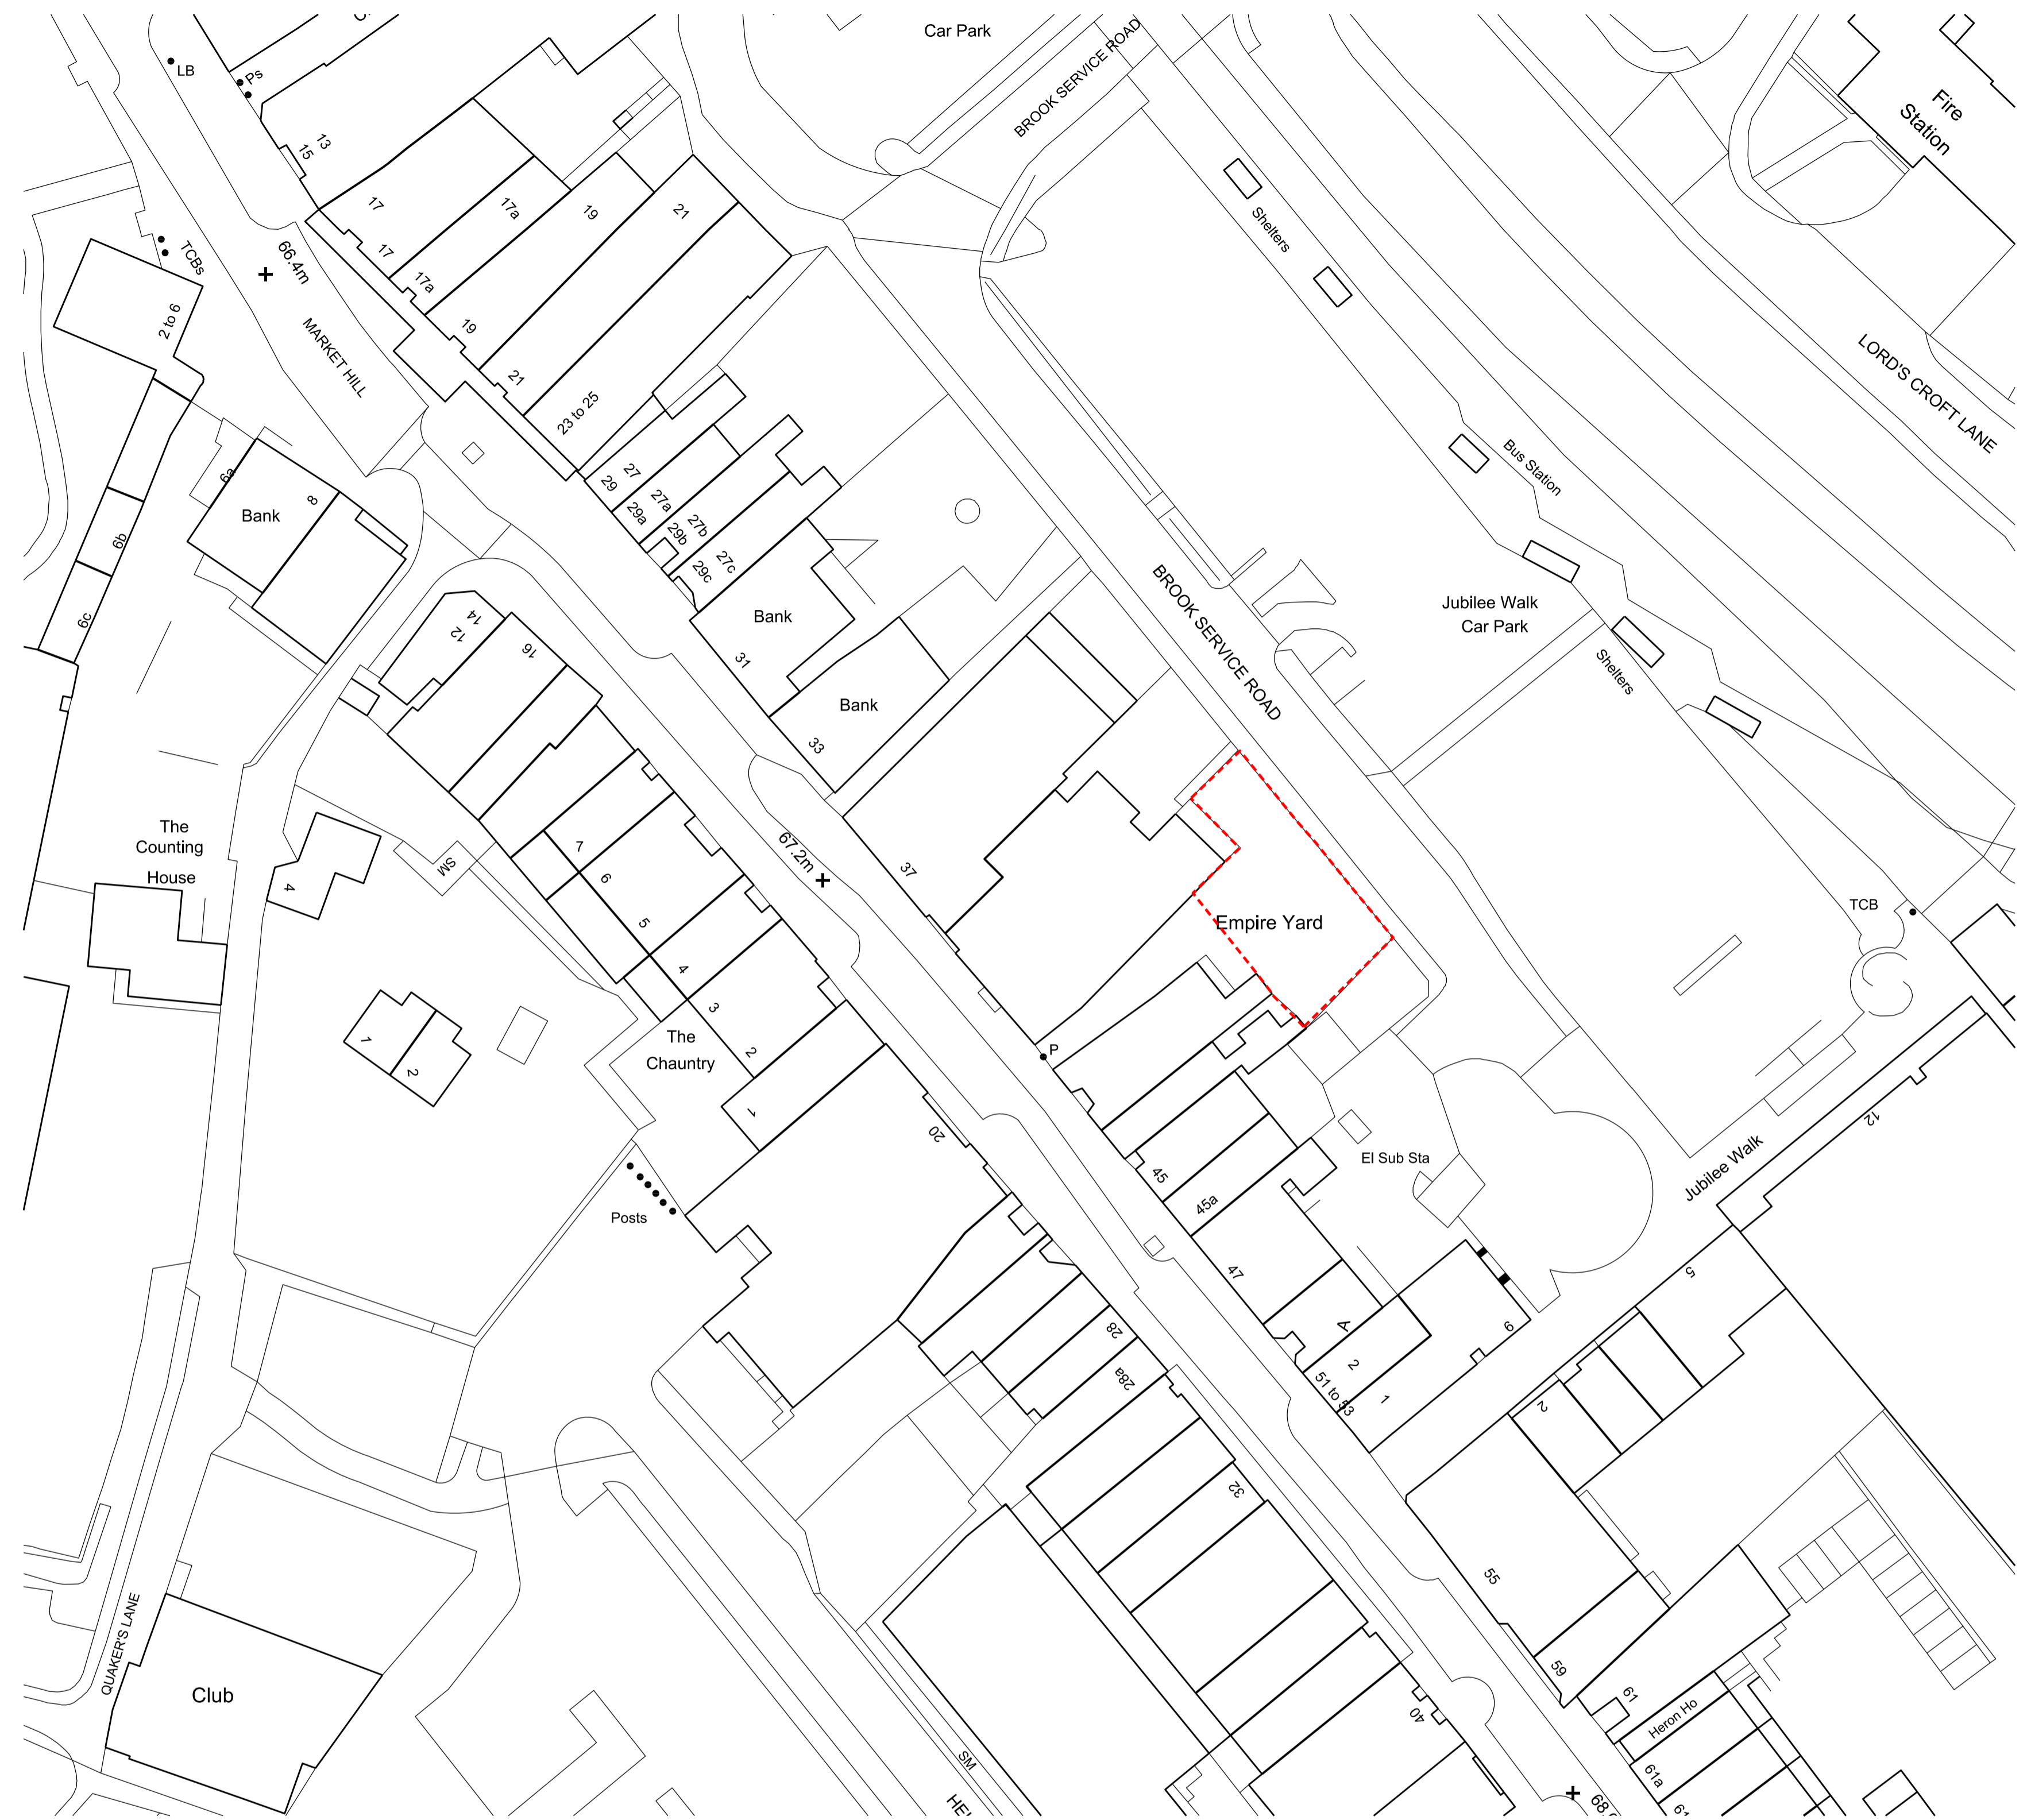 Car Park
BROOK SERVICE ROAD
LB
Ps
Fire
Station
13
15
17
17a
19
21
Shelters
TCBs
66.4m
17
17a
19
21
2 to 6
MARKET HILL
LORD'S CROFT LANE
23 to 25
Bus Station
6a
8
Bank
27
29
27a
29a
27b
29b
27c
29c
6b
6c
BROOK SERVICE ROAD
Jubilee Walk
Car Park
Shelters
14
12
16
Bank
31
Bank
33
The
Counting
House
4
SM
7
6
5
4
3
2
1
67.2m
37
Empire Yard
TCB
The
Chauntry
1
2
P
20
El Sub Sta
12
Jubilee Walk
45
45a
47
Posts
5
A
9
2
1
51 to 53
28
28a
2
32
55
59
61
Heron Ho
61a
QUAKER'S LANE
Club
40
SM